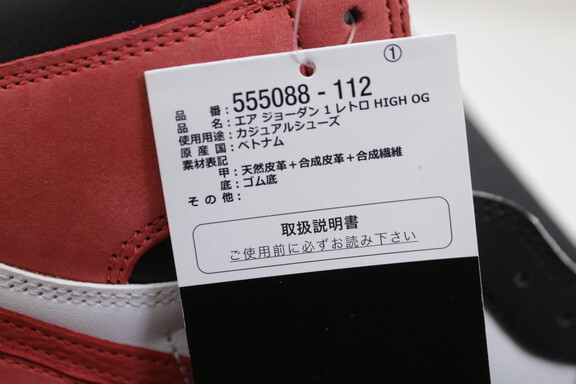 ①
品 番：555088 - 112
品 名：エア ジョーダン 1 レトロ HIGH OG
使用用途：カジュアルシューズ
原 産 国：ベトナム
素材表記
甲：天然皮革＋合成皮革＋合成繊維
底：ゴム底
そ の 他：
取扱説明書
ご使用前に必ずお読み下さい